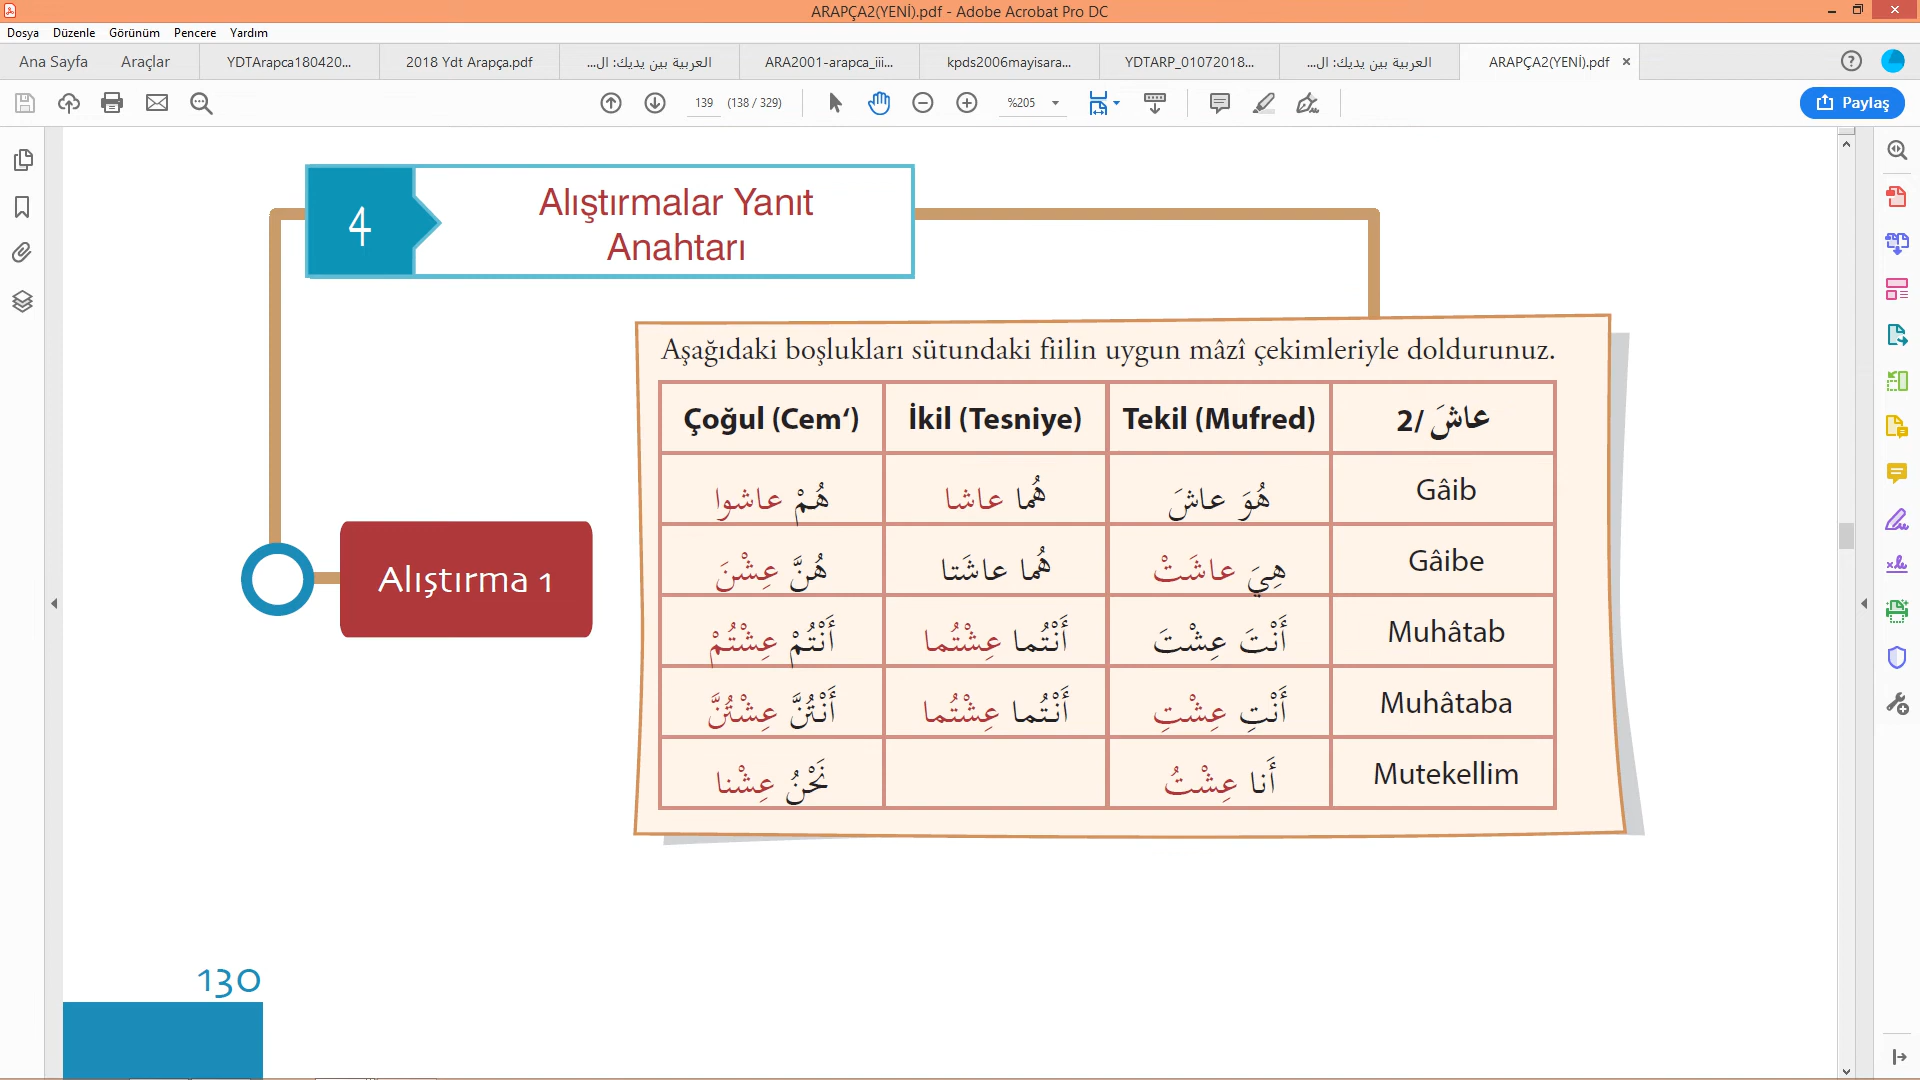 ARAPÇA2(YENİ).pdf - Adobe Acrobat Pro DC
Dosya Düzenle Görünüm Pencere Yardım
Ana Sayfa Araçlar YDTArapca180420... 2018 Ydt Arapça.pdf العربية بين يديك: ال... ARA2001-arapca_iii... kpds2006mayisara... YDTARP_01072018... العربية بين يديك: ال... ARAPÇA2(YENİ).pdf
139 (138 / 329) %205 Paylaş
4
Alıştırmalar Yanıt
Anahtarı
Alıştırma 1
Aşağıdaki boşlukları sütundaki fiilin uygun mâzî çekimleriyle doldurunuz.
Çoğul (Cem‘) İkil (Tesniye) Tekil (Mufred) عاشَ /2
هُمْ عاشوا هُما عاشا هُوَ عاشَ Gâib
هُنَّ عِشْنَ هُما عاشَتا هِيَ عاشَتْ Gâibe
أَنْتُمْ عِشْتُمْ أَنْتُما عِشْتُما أَنْتَ عِشْتَ Muhâtab
أَنْتُنَّ عِشْتُنَّ أَنْتُما عِشْتُما أَنْتِ عِشْتِ Muhâtaba
نَحْنُ عِشْنا أَنا عِشْتُ Mutekellim
130